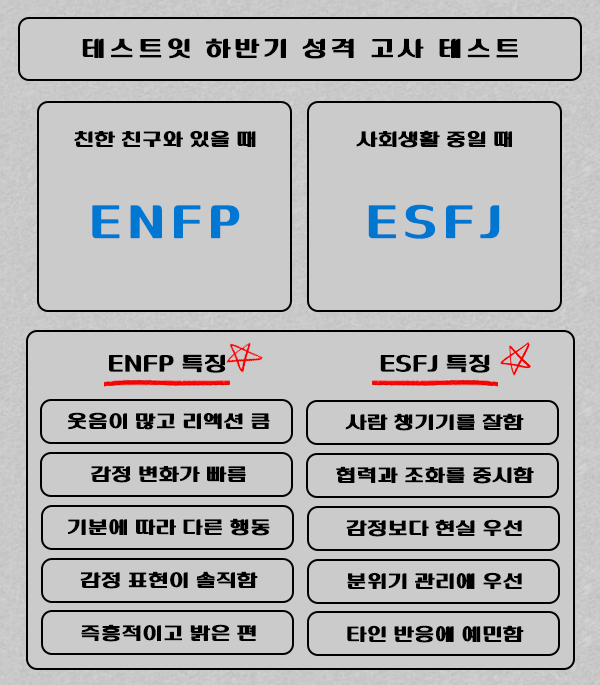 테스트잇 하반기 성격 고사 테스트
친한 친구와 있을 때
ENFP
사회생활 중일 때
ESFJ
ENFP 특징
웃음이 많고 리액션 큼
감정 변화가 빠름
기분에 따라 다른 행동
감정 표현이 솔직함
즉흥적이고 밝은 편
ESFJ 특징
사람 챙기기를 잘함
협력과 조화를 중시함
감정보다 현실 우선
분위기 관리에 우선
타인 반응에 예민함